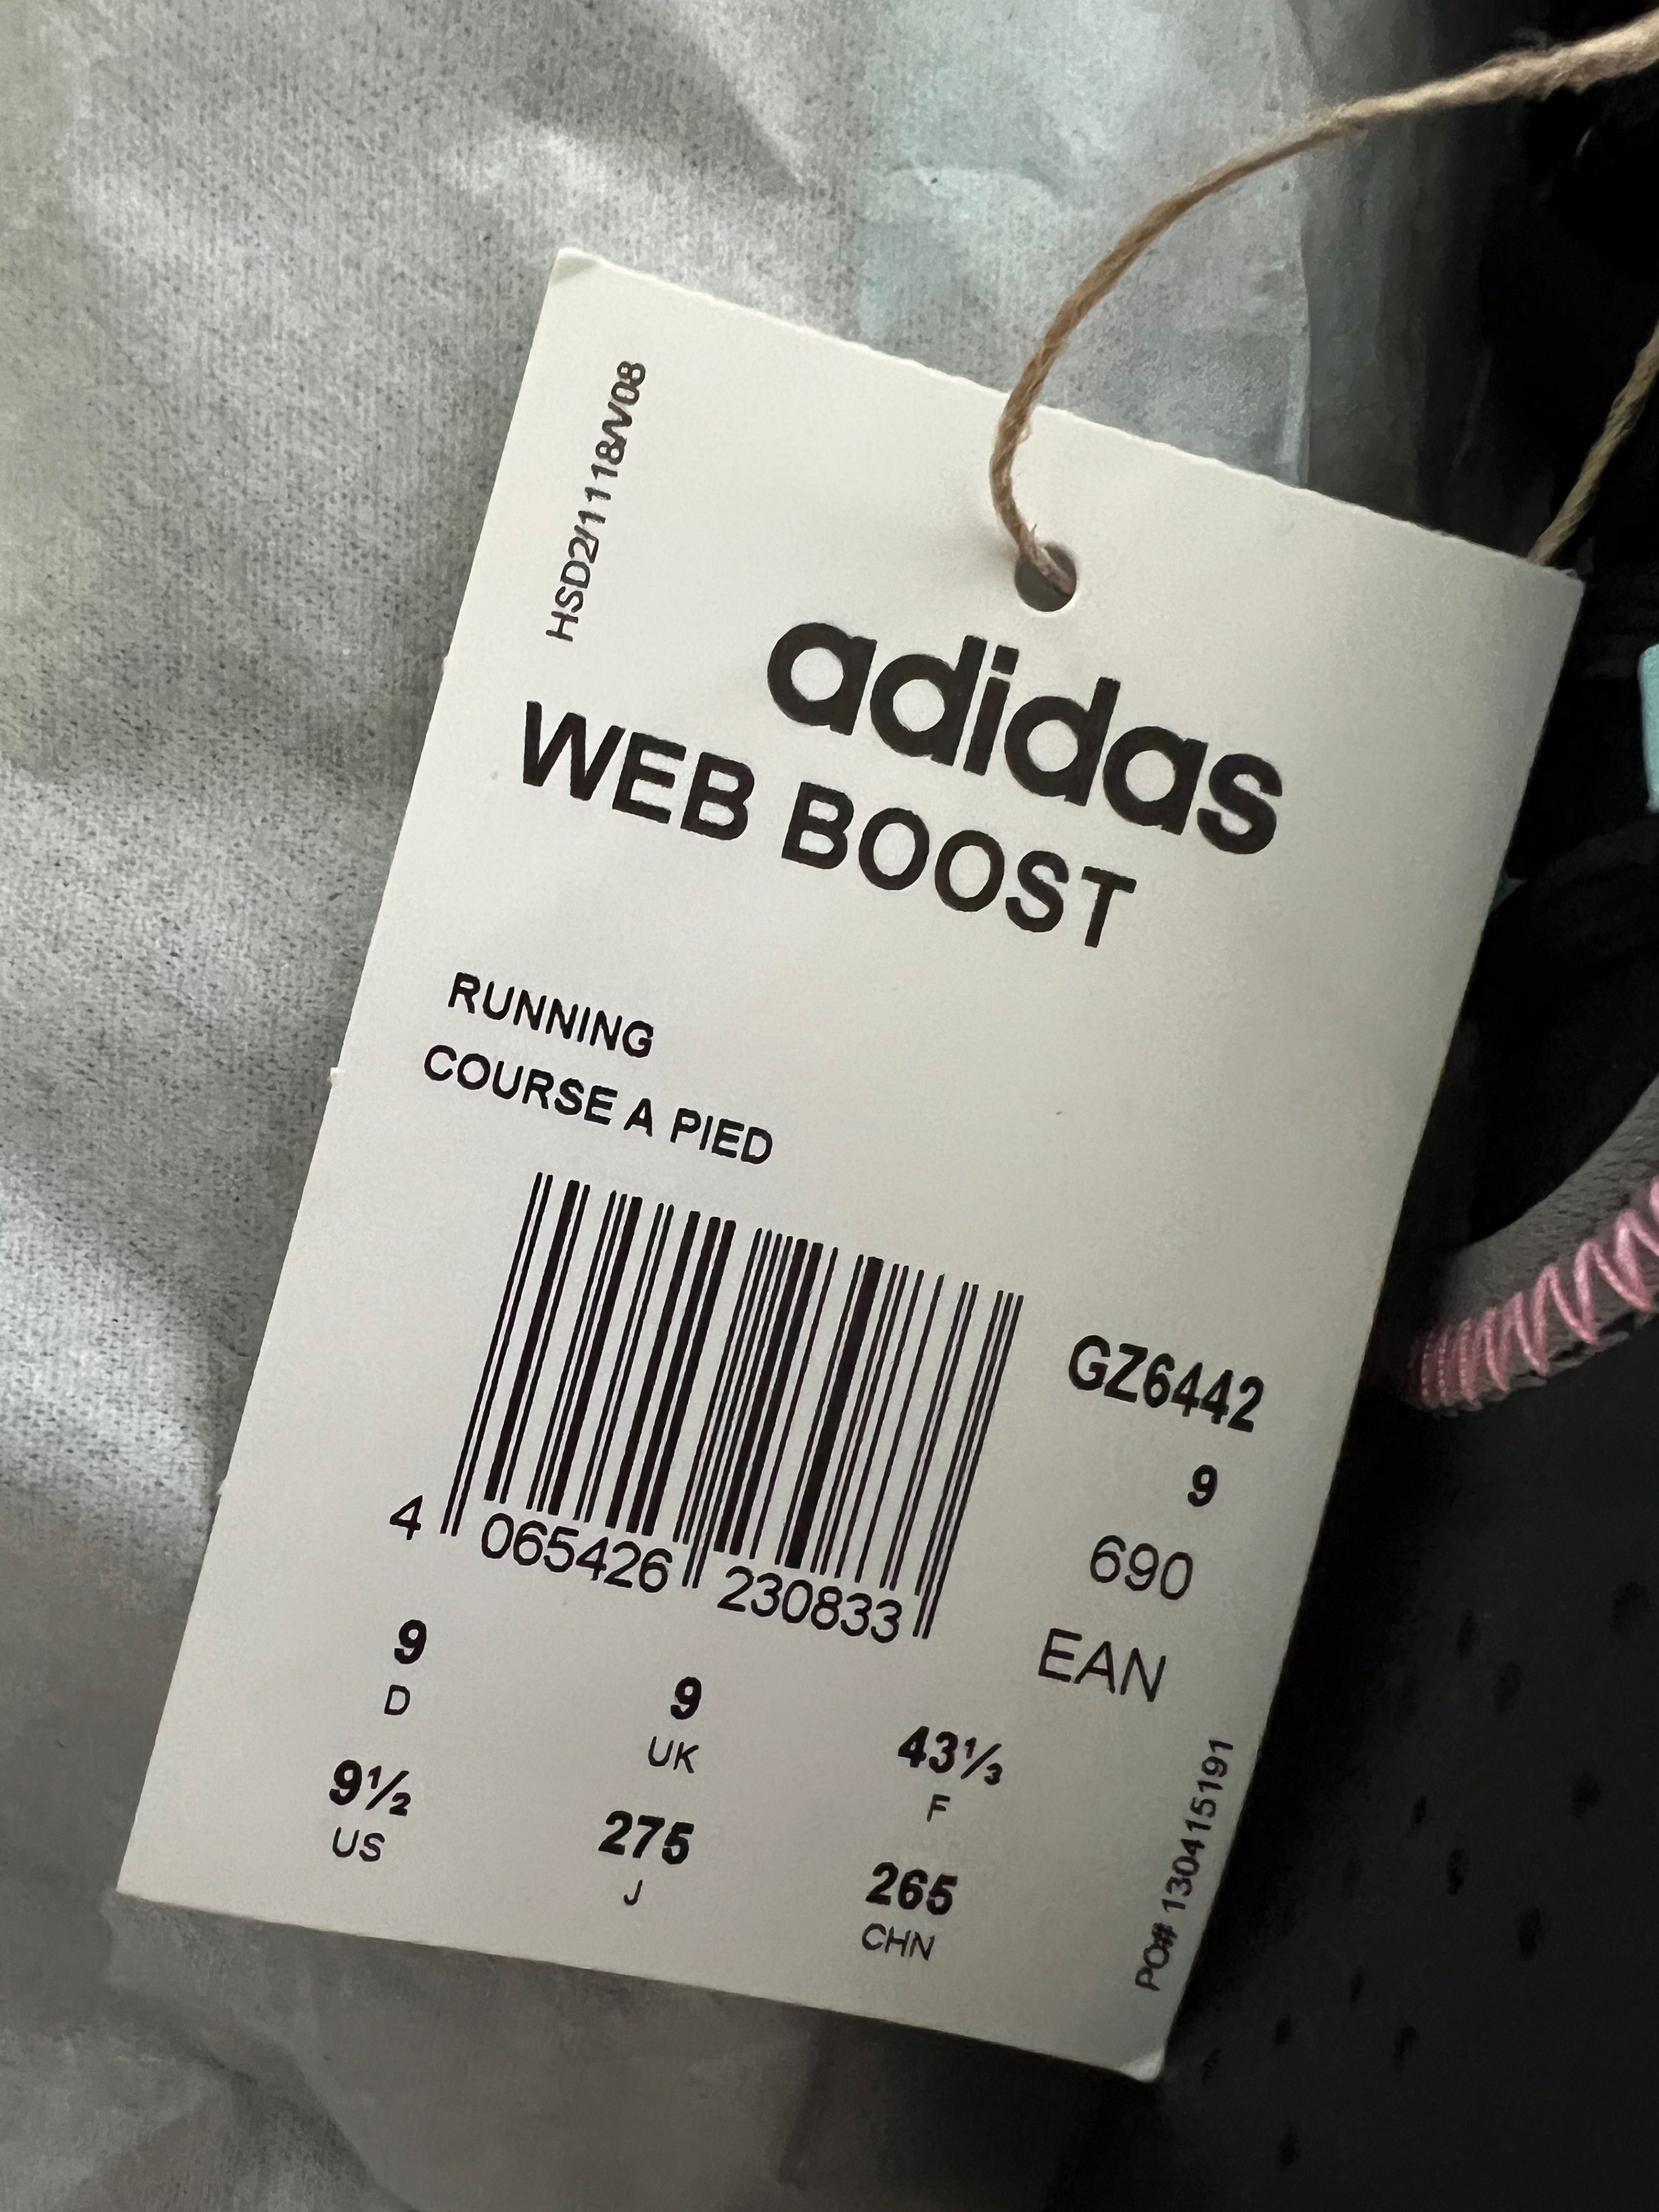 HSD2/1118/V08
adidas
WEB BOOST
RUNNING
COURSE A PIED
GZ6442
9
690
EAN
4 065426 230833
9 9 43⅓
D UK F
9½ 275 265
US J CHN
PO# 130415191